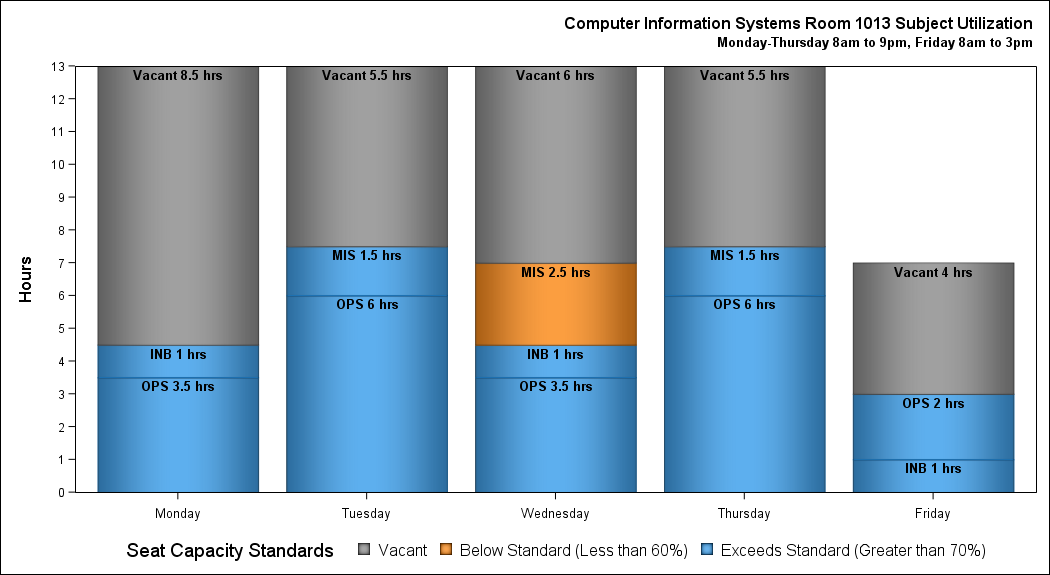 Computer Information Systems Room 1013 Subject Utilization
Monday-Thursday 8am to 9pm, Friday 8am to 3pm
Hours
13
12
11
10
9
8
7
6
5
4
3
2
1
0
Vacant 8.5 hrs
INB 1 hrs
OPS 3.5 hrs
Vacant 5.5 hrs
MIS 1.5 hrs
OPS 6 hrs
Vacant 6 hrs
MIS 2.5 hrs
INB 1 hrs
OPS 3.5 hrs
Vacant 5.5 hrs
MIS 1.5 hrs
OPS 6 hrs
Vacant 4 hrs
OPS 2 hrs
INB 1 hrs
Monday Tuesday Wednesday Thursday Friday
Seat Capacity Standards Vacant Below Standard (Less than 60%) Exceeds Standard (Greater than 70%)